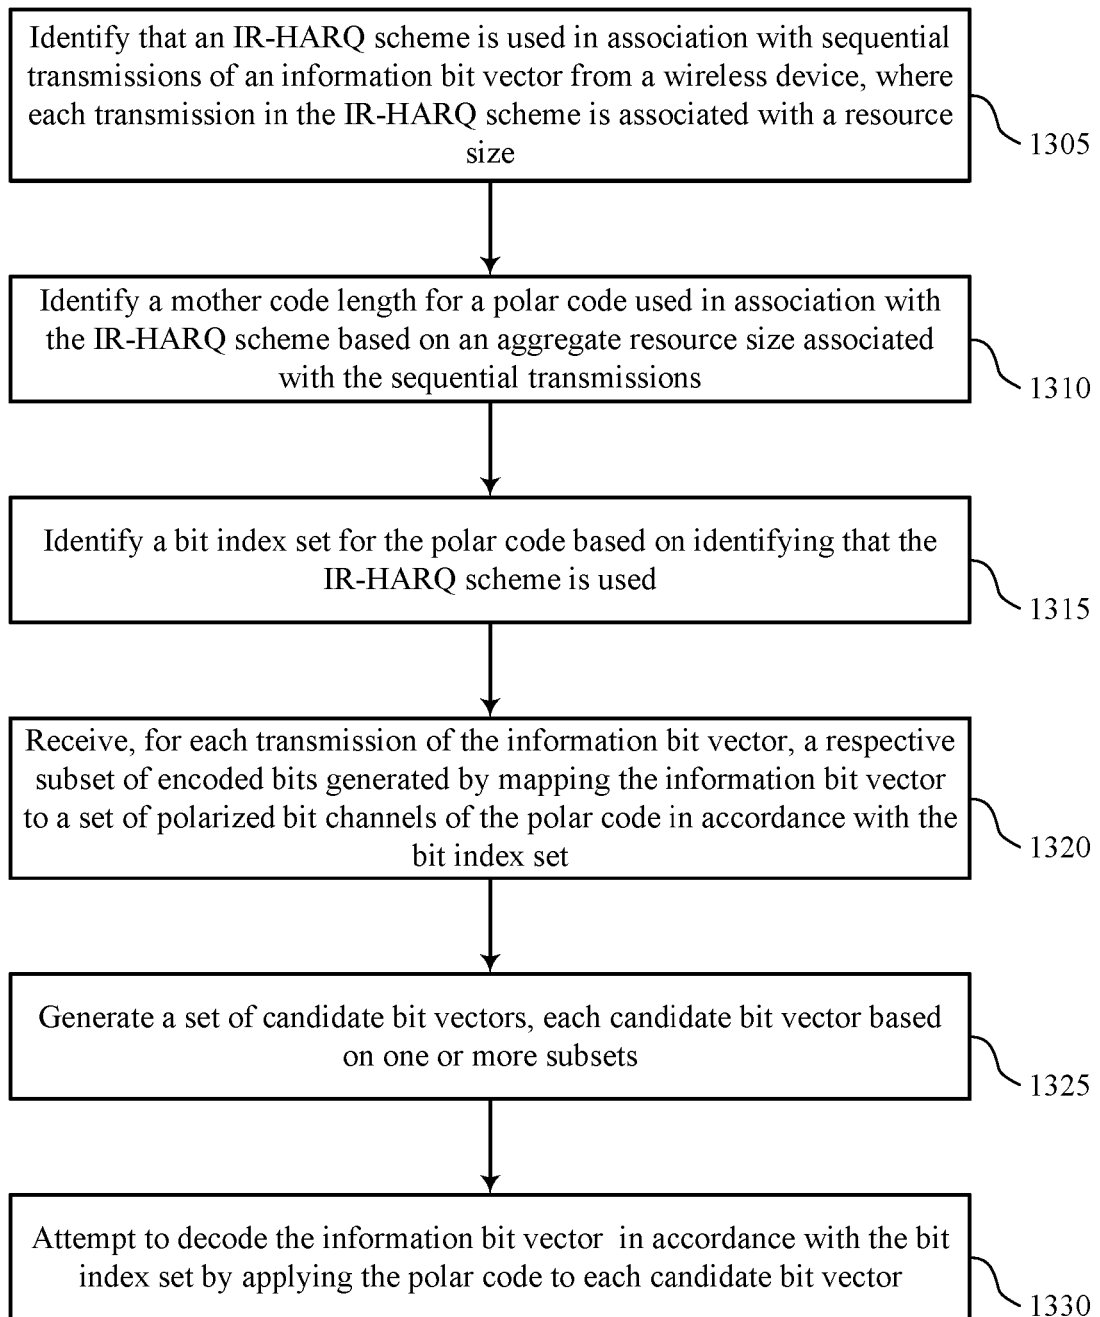 Identify that an IR-HARQ scheme is used in association with sequential
transmissions of an information bit vector from a wireless device, where
each transmission in the IR-HARQ scheme is associated with a resource
size
1305
Identify a mother code length for a polar code used in association with
the IR-HARQ scheme based on an aggregate resource size associated
with the sequential transmissions
1310
Identify a bit index set for the polar code based on identifying that the
IR-HARQ scheme is used
1315
Receive, for each transmission of the information bit vector, a respective
subset of encoded bits generated by mapping the information bit vector
to a set of polarized bit channels of the polar code in accordance with the
bit index set
1320
Generate a set of candidate bit vectors, each candidate bit vector based
on one or more subsets
1325
Attempt to decode the information bit vector in accordance with the bit
index set by applying the polar code to each candidate bit vector
1330